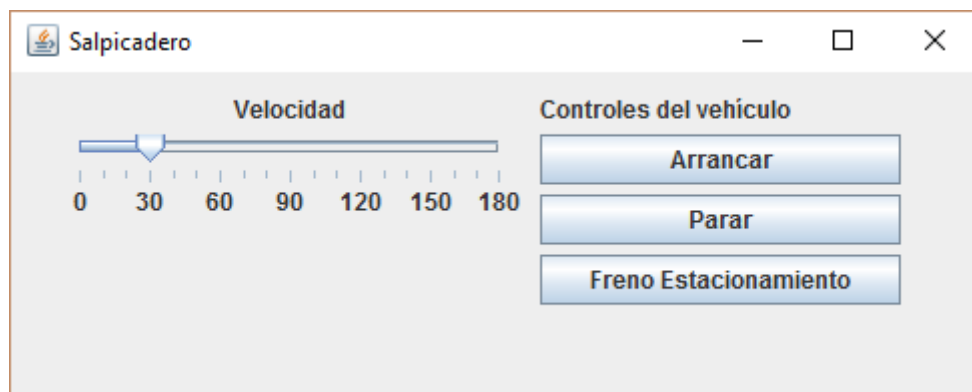 Salpicadero
Velocidad
0 30 60 90 120 150 180
Controles del vehículo
Arrancar
Parar
Freno Estacionamiento